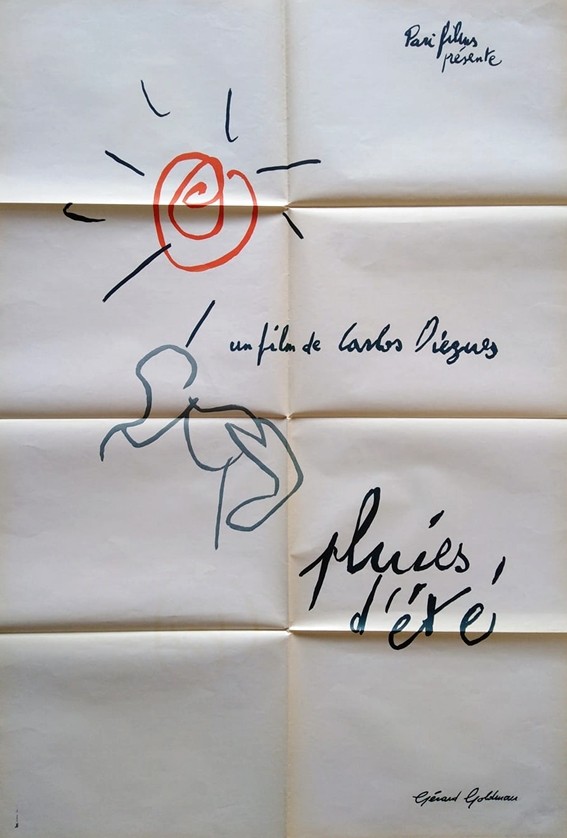 Pari films
présente
un film de Carlos Diegues
pluies
d'été
Gérard Goldman